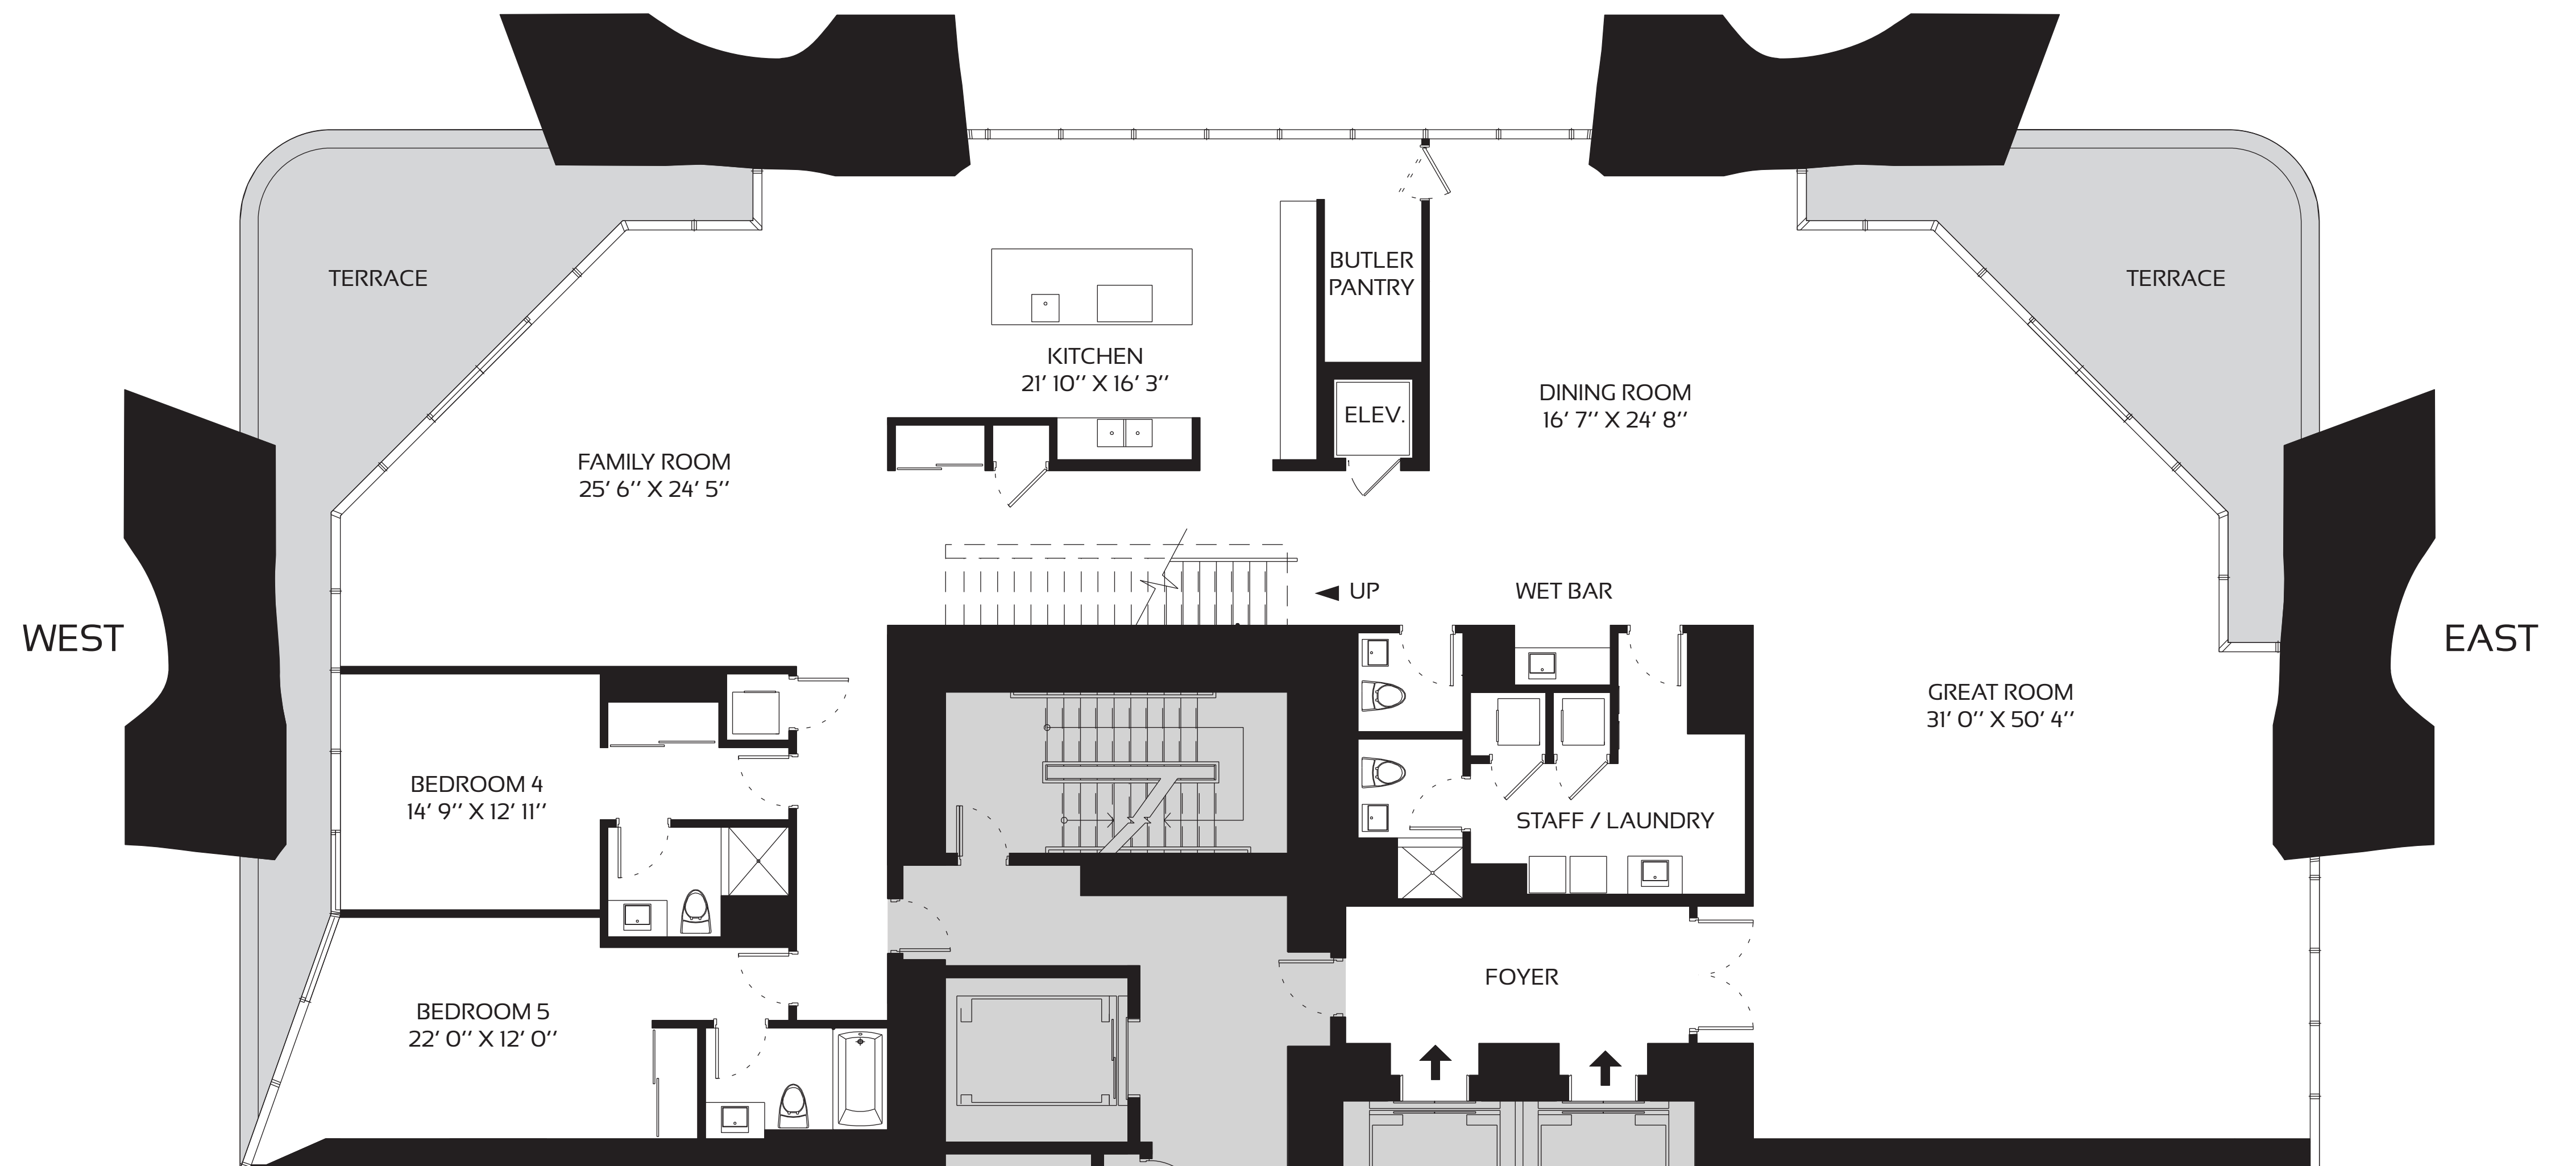 TERRACE
BUTLER
PANTRY
TERRACE
KITCHEN
21' 10'' X 16' 3''
DINING ROOM
16' 7'' X 24' 8''
ELEV.
FAMILY ROOM
25' 6'' X 24' 5''
UP
WET BAR
WEST
EAST
GREAT ROOM
31' 0'' X 50' 4''
BEDROOM 4
14' 9'' X 12' 11''
STAFF / LAUNDRY
FOYER
BEDROOM 5
22' 0'' X 12' 0''